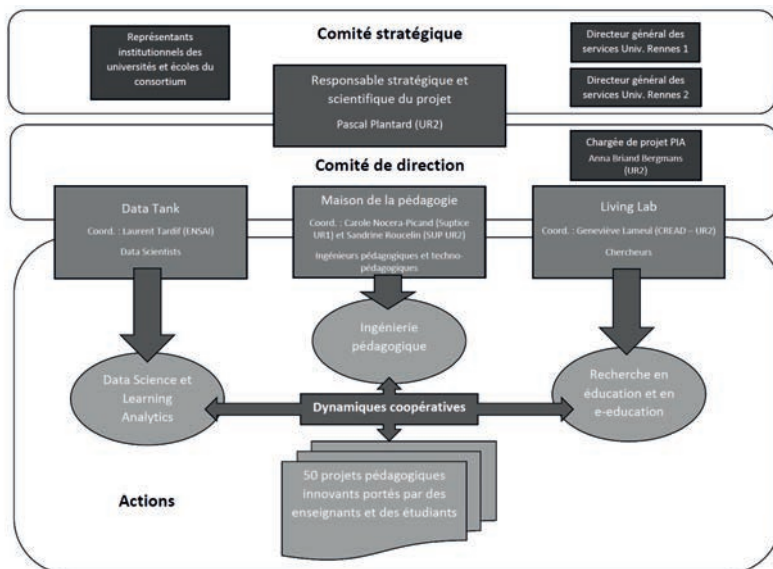 Comité stratégique
Représentants
institutionnels des
universités et écoles du
consortium
Responsable stratégique et
scientifique du projet
Pascal Plantard (UR2)
Directeur général des
services Univ. Rennes 1
Directeur général des
services Univ. Rennes 2
Comité de direction
Chargée de projet PIA
Anna Briand Bergmans
(UR2)
Data Tank
Coord. : Laurent Tardif (ENSAI)
Data Scientists
Maison de la pédagogie
Coord. : Carole Nocera-Picand (Suptice
UR1) et Sandrine Roucelin (SUP UR2)
Ingénieurs pédagogiques et techno-
pédagogiques
Living Lab
Coord. : Geneviève Lameul (CREAD – UR2)
Chercheurs
Ingénierie
pédagogique
Data Science et
Learning
Analytics
Recherche en
éducation et en
e-education
Dynamiques coopératives
Actions
50 projets pédagogiques
innovants portés par des
enseignants et des étudiants